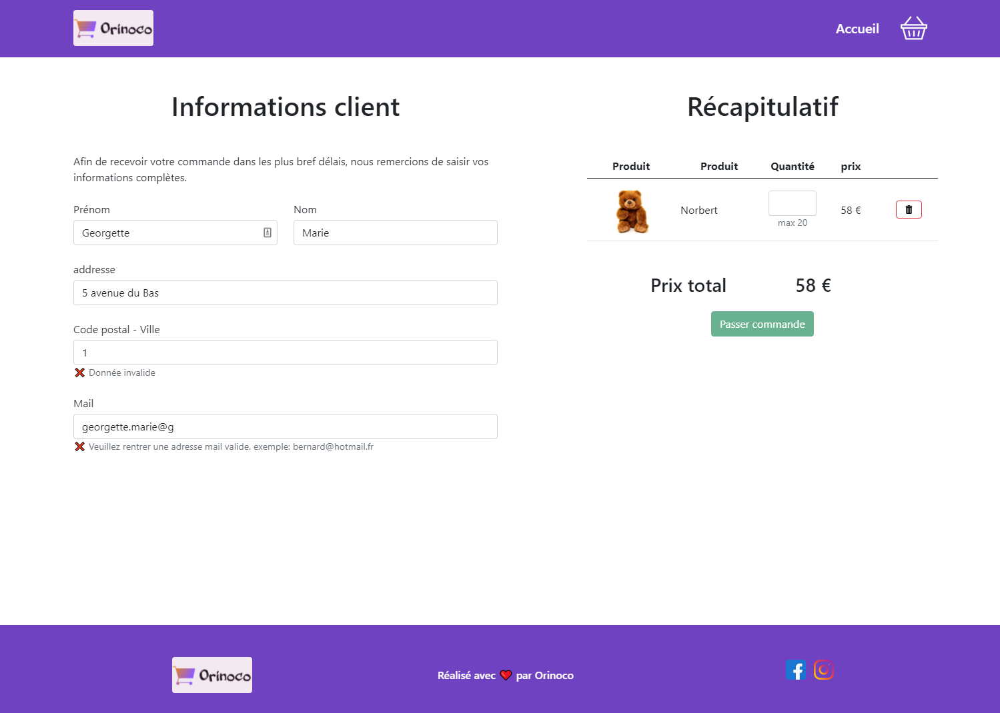 Orinoco
Accueil
Informations client
Afin de recevoir votre commande dans les plus bref délais, nous remercions de saisir vos
informations complètes.
Prénom
Nom
Georgette
Marie
addresse
5 avenue du Bas
Code postal - Ville
1
❌ Donnée invalide
Mail
georgette.marie@g
❌ Veuillez rentrer une adresse mail valide. exemple: bernard@hotmail.fr
Récapitulatif
Produit Produit Quantité prix
Norbert
max 20
58 €
Prix total 58 €
Passer commande
Orinoco
Réalisé avec ❤ par Orinoco